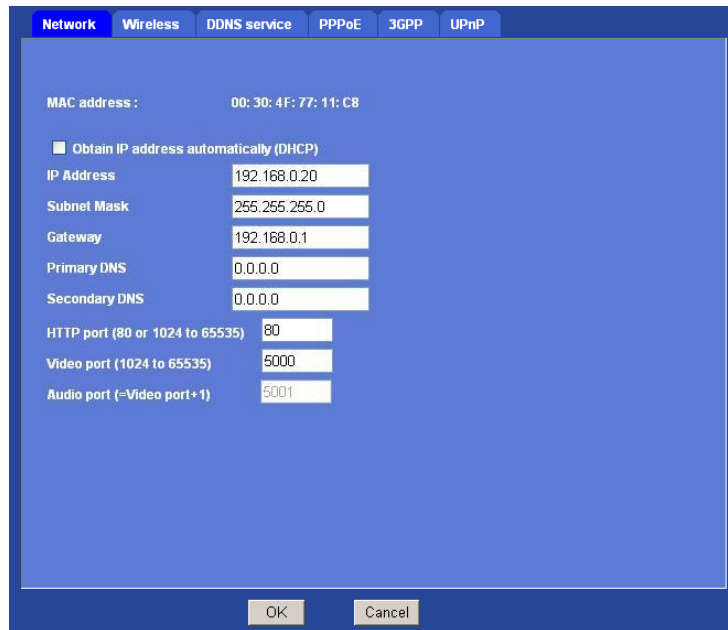 Network Wireless DDNS service PPPoE 3GPP UPnP
MAC address : 00: 30: 4F: 77: 11: C8
Obtain IP address automatically (DHCP)
IP Address 192.168.0.20
Subnet Mask 255.255.255.0
Gateway 192.168.0.1
Primary DNS 0.0.0.0
Secondary DNS 0.0.0.0
HTTP port (80 or 1024 to 65535) 80
Video port (1024 to 65535) 5000
Audio port (=Video port+1) 5001
OK Cancel